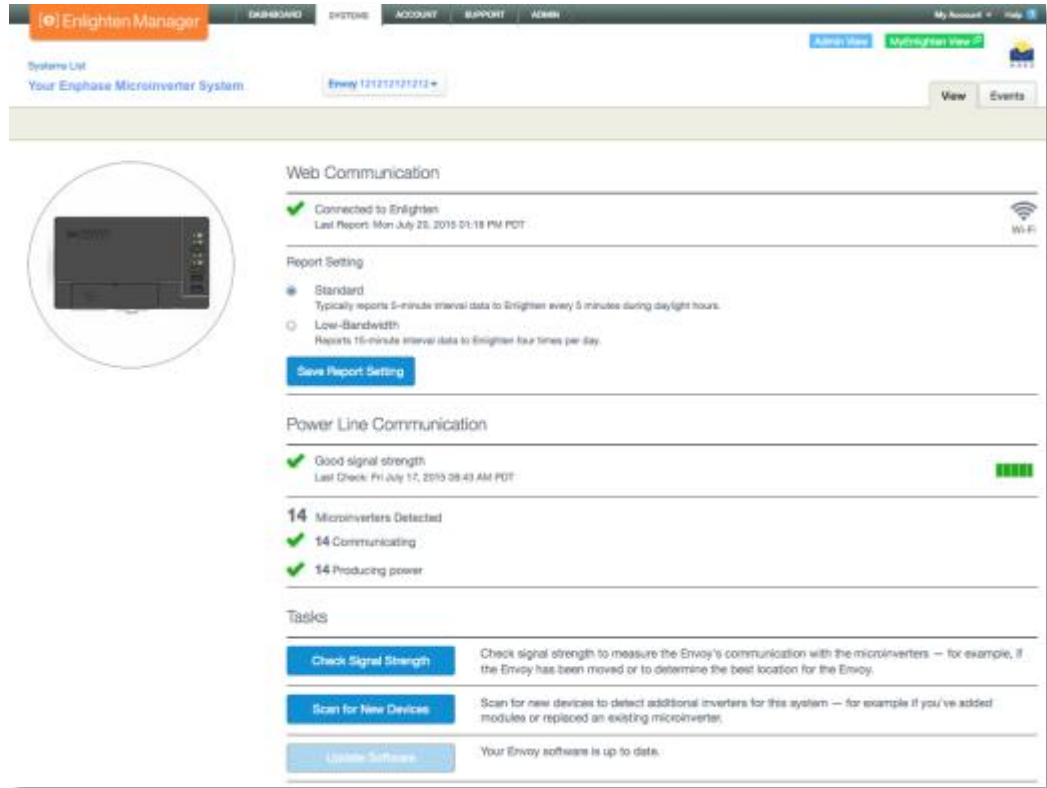 [e] Enlighten Manager
DASHBOARD SYSTEMS ACCOUNT SUPPORT ADMIN
My Account Help
Admin View MyEnlighten View
Systems List
Your Enphase Microinverter System
Envoy 121212121212
View Events
Web Communication
Connected to Enlighten
Last Report: Mon July 20, 2015 01:18 PM PDT
Wi-Fi
Report Setting
Standard
Typically reports 5-minute interval data to Enlighten every 5 minutes during daylight hours.
Low-Bandwidth
Reports 15-minute interval data to Enlighten four times per day.
Save Report Setting
Power Line Communication
Good signal strength
Last Check: Fri July 17, 2015 08:43 AM PDT
14 Microinverters Detected
14 Communicating
14 Producing power
Tasks
Check Signal Strength
Check signal strength to measure the Envoy's communication with the microinverters — for example, if
the Envoy has been moved or to determine the best location for the Envoy.
Scan for New Devices
Scan for new devices to detect additional inverters for this system — for example if you've added
modules or replaced an existing microinverter.
Update Software
Your Envoy software is up to date.